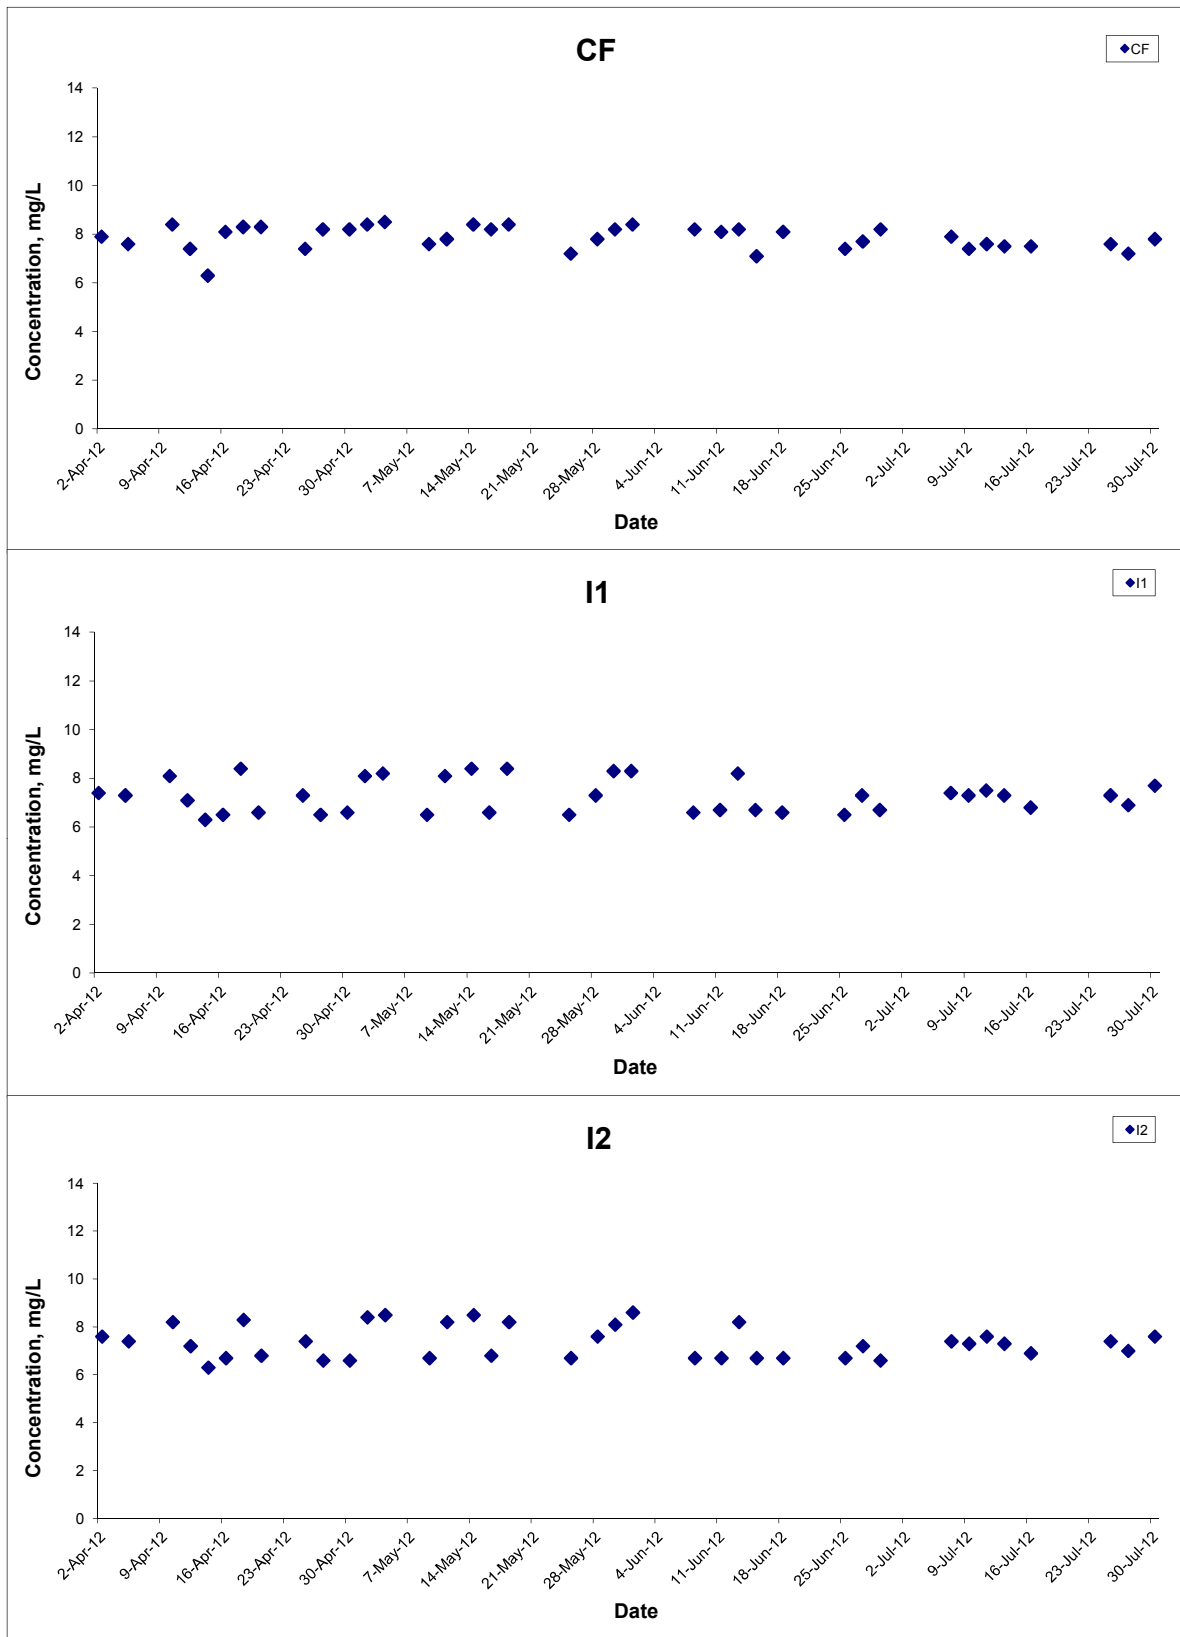 CF
CF
14
12
10
8
6
4
2
0
Concentration, mg/L
2-Apr-12 9-Apr-12 16-Apr-12 23-Apr-12 30-Apr-12 7-May-12 14-May-12 21-May-12 28-May-12 4-Jun-12 11-Jun-12 18-Jun-12 25-Jun-12 2-Jul-12 9-Jul-12 16-Jul-12 23-Jul-12 30-Jul-12
Date
I1
I1
14
12
10
8
6
4
2
0
Concentration, mg/L
2-Apr-12 9-Apr-12 16-Apr-12 23-Apr-12 30-Apr-12 7-May-12 14-May-12 21-May-12 28-May-12 4-Jun-12 11-Jun-12 18-Jun-12 25-Jun-12 2-Jul-12 9-Jul-12 16-Jul-12 23-Jul-12 30-Jul-12
Date
I2
I2
14
12
10
8
6
4
2
0
Concentration, mg/L
2-Apr-12 9-Apr-12 16-Apr-12 23-Apr-12 30-Apr-12 7-May-12 14-May-12 21-May-12 28-May-12 4-Jun-12 11-Jun-12 18-Jun-12 25-Jun-12 2-Jul-12 9-Jul-12 16-Jul-12 23-Jul-12 30-Jul-12
Date